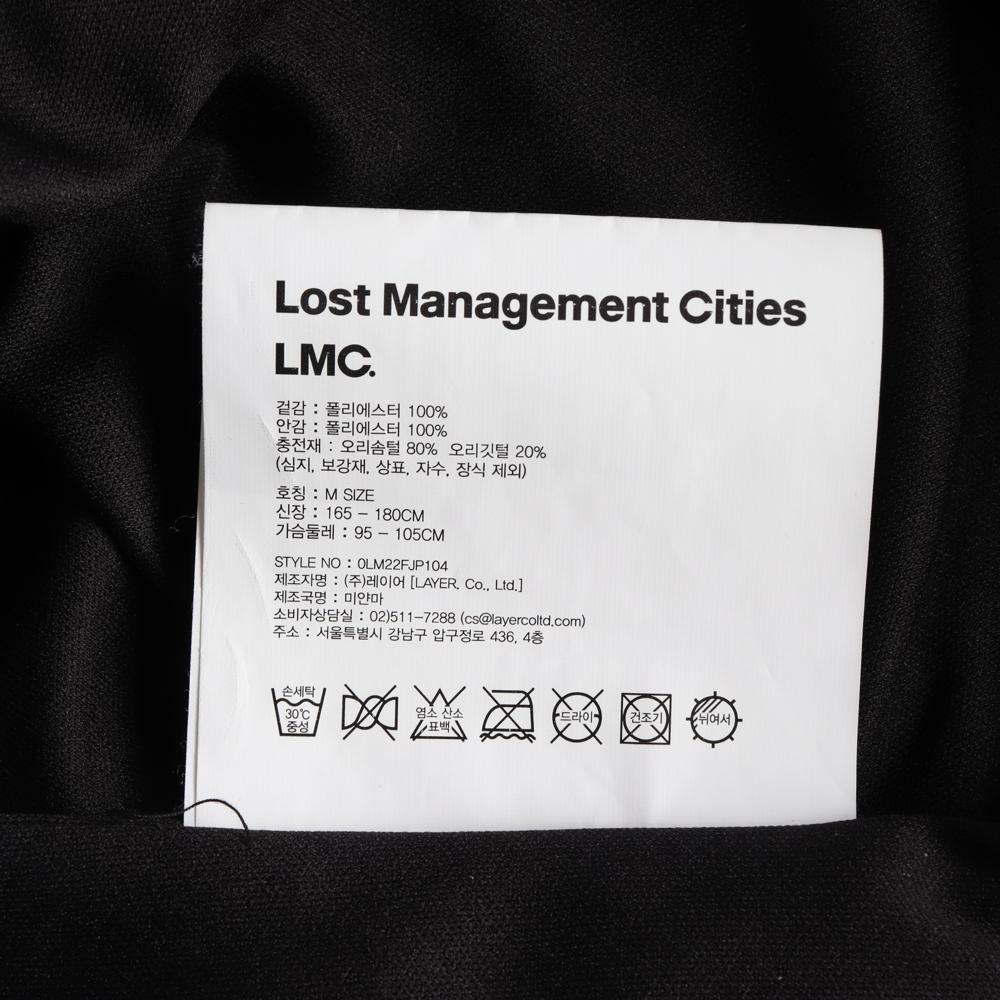 Lost Management Cities
LMC.
겉감 : 폴리에스터 100%
안감 : 폴리에스터 100%
충전재 : 오리솜털 80% 오리깃털 20%
(심지, 보강재, 상표, 자수, 장식 제외)
호칭 : M SIZE
신장 : 165 - 180CM
가슴둘레 : 95 - 105CM
STYLE NO : 0LM22FJP104
제조자명 : (주)레이어 [LAYER. Co., Ltd.]
제조국명 : 미얀마
소비자상담실 : 02)511-7288 (cs@layercoltd.com)
주소 : 서울특별시 강남구 압구정로 436, 4층
손세탁 30℃ 중성 염소 산소 표백 드라이 건조기 뉘여서